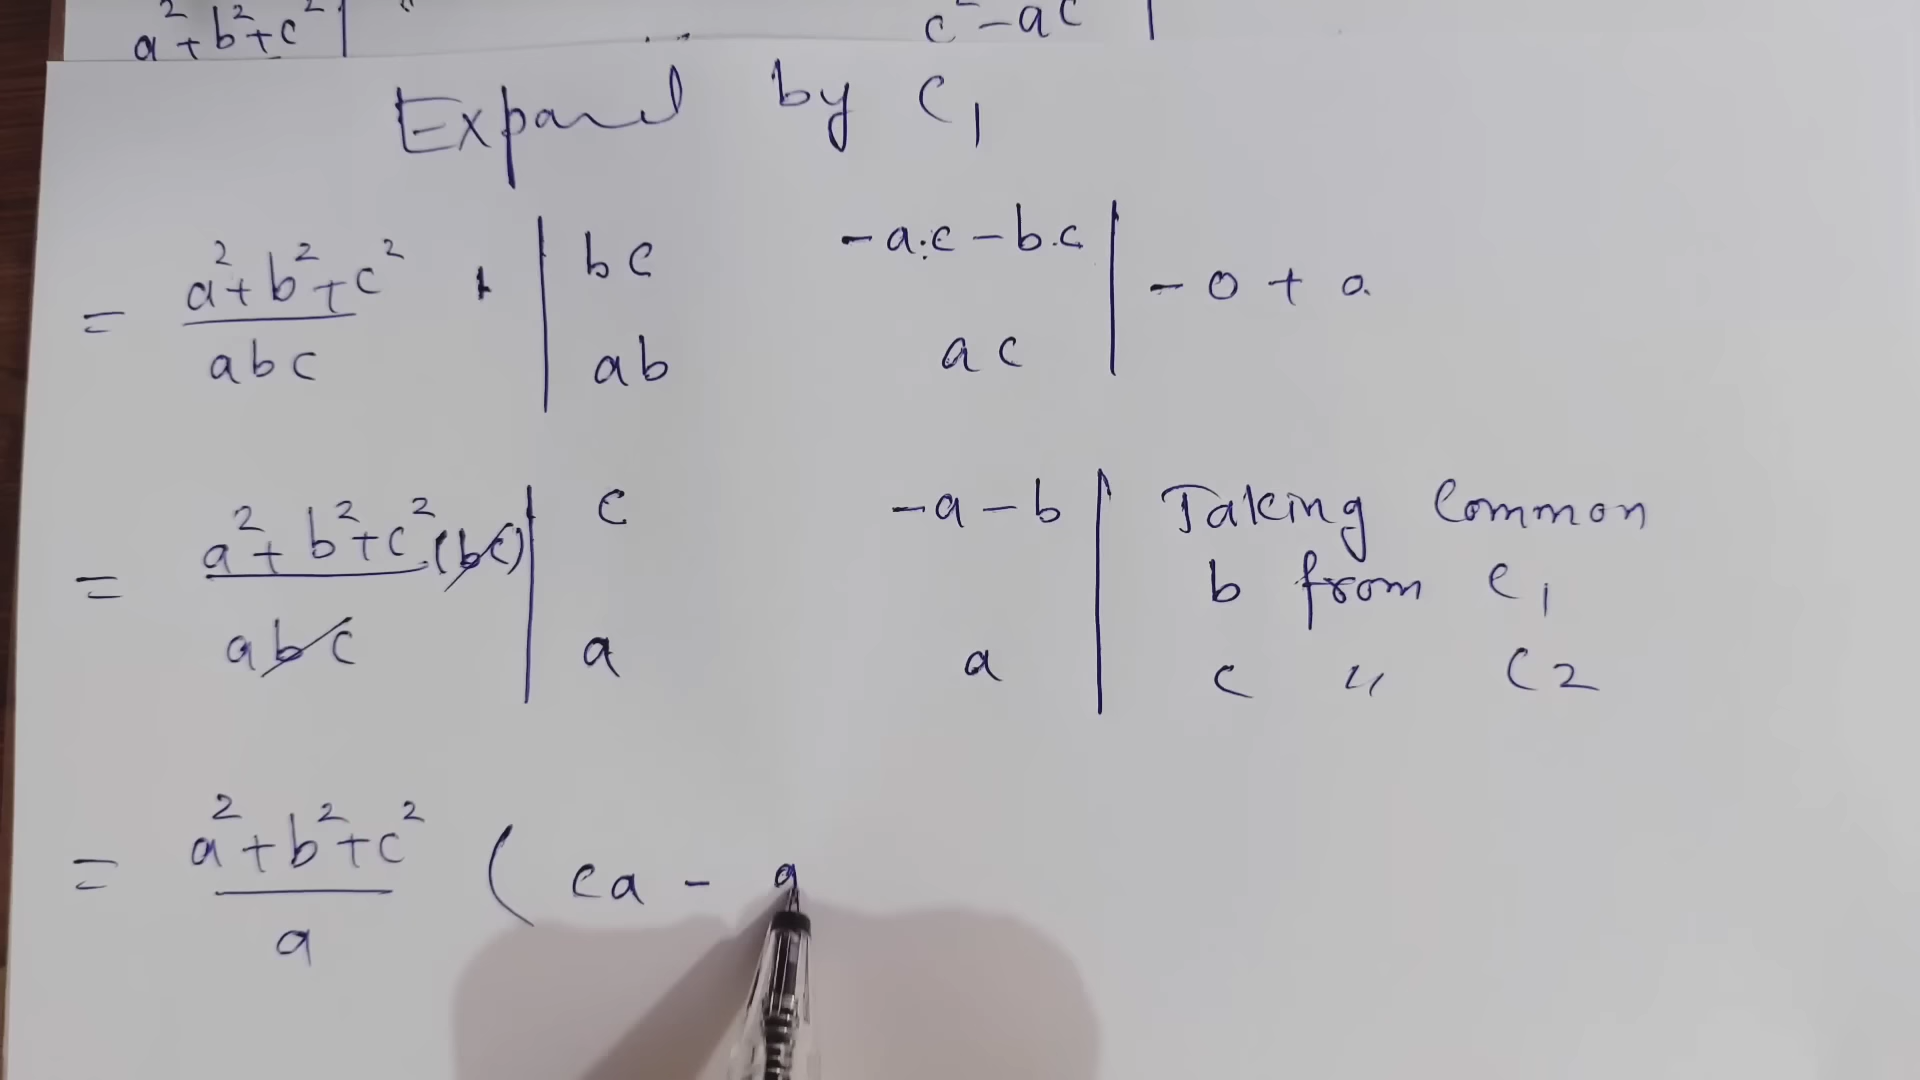 a²+b²+c² | c²-ac |
Expand by C₁
= a²+b²+c² / abc · | bc -a.c-b.c | - 0 + 0
| ab ac |
= a²+b²+c² (bc) / abc | c -a-b | Taking Common
b from C₁
| a a | c " C2
= a²+b²+c² / a ( ca - a